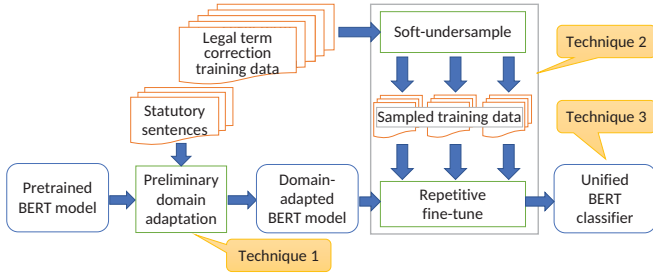 Legal term
correction
training data
Soft-undersample
Technique 2
Statutory
sentences
Sampled training data
Technique 3
Pretrained
BERT model
Preliminary
domain
adaptation
Domain-
adapted
BERT model
Repetitive
fine-tune
Unified
BERT
classifier
Technique 1